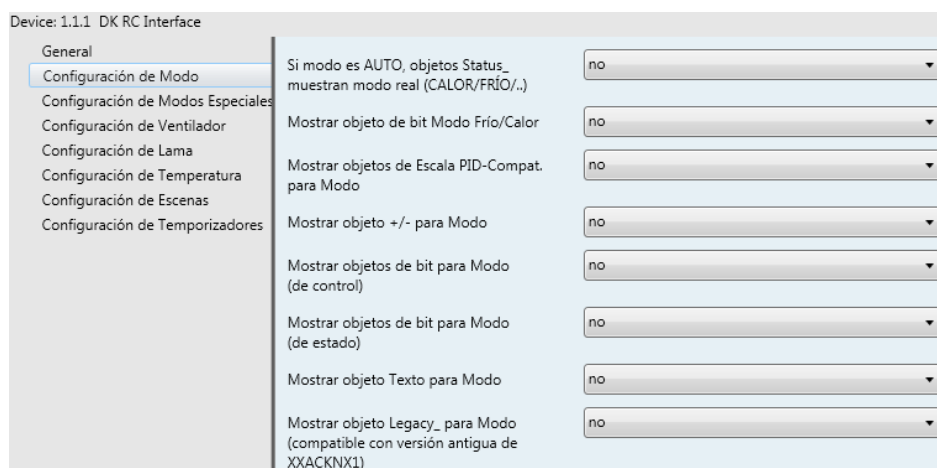 Device: 1.1.1 DK RC Interface
General
Configuración de Modo
Configuración de Modos Especiales
Configuración de Ventilador
Configuración de Lama
Configuración de Temperatura
Configuración de Escenas
Configuración de Temporizadores
Si modo es AUTO, objetos Status_
muestran modo real (CALOR/FRÍO/..)
no
Mostrar objeto de bit Modo Frío/Calor
no
Mostrar objetos de Escala PID-Compat.
para Modo
no
Mostrar objeto +/- para Modo
no
Mostrar objetos de bit para Modo
(de control)
no
Mostrar objetos de bit para Modo
(de estado)
no
Mostrar objeto Texto para Modo
no
Mostrar objeto Legacy_ para Modo
(compatible con versión antigua de
XXACKNX1)
no